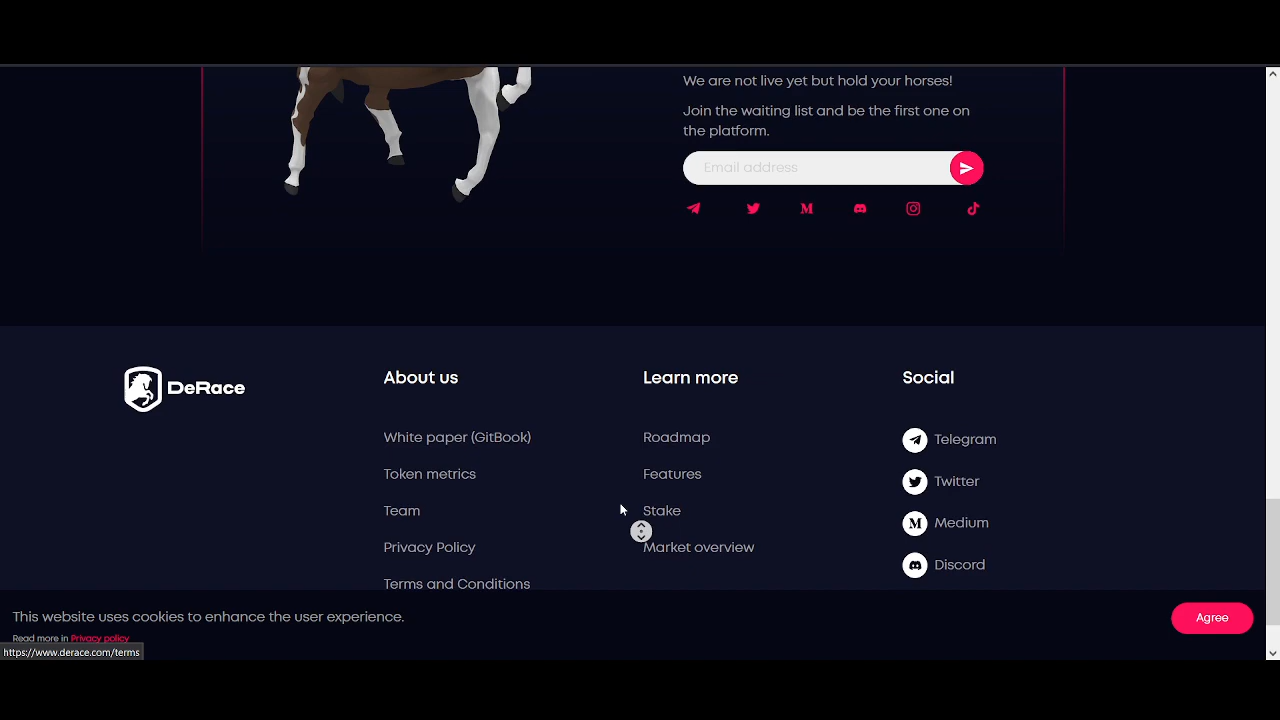 We are not live yet but hold your horses!
Join the waiting list and be the first one on
the platform.
Email address
DeRace
About us
White paper (GitBook)
Token metrics
Team
Privacy Policy
Terms and Conditions
Learn more
Roadmap
Features
Stake
Market overview
Social
Telegram
Twitter
Medium
Discord
This website uses cookies to enhance the user experience.
Read more in Privacy policy
Agree
https://www.derace.com/terms